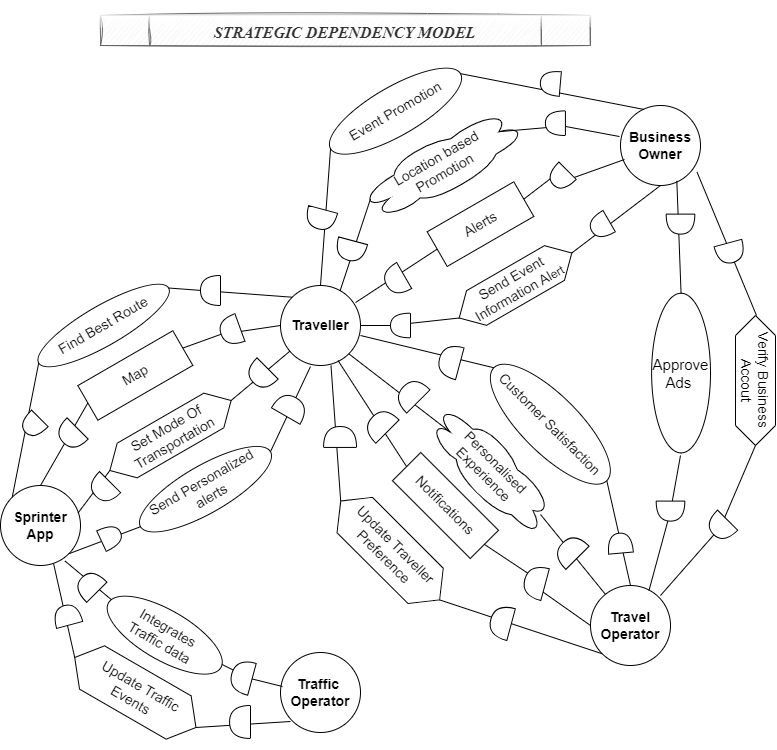 STRATEGIC DEPENDENCY MODEL
Event Promotion
Business
Owner
Location based
Promotion
Alerts
Send Event
Information Alert
Find Best Route
Traveller
Map
Approve
Ads
Verify Business
Accout
Set Mode Of
Transportation
Customer Satisfaction
Personalised
Experience
Send Personalized
alerts
Notifications
Sprinter
App
Update Traveller
Preference
Integrates
Traffic data
Travel
Operator
Update Traffic
Events
Traffic
Operator